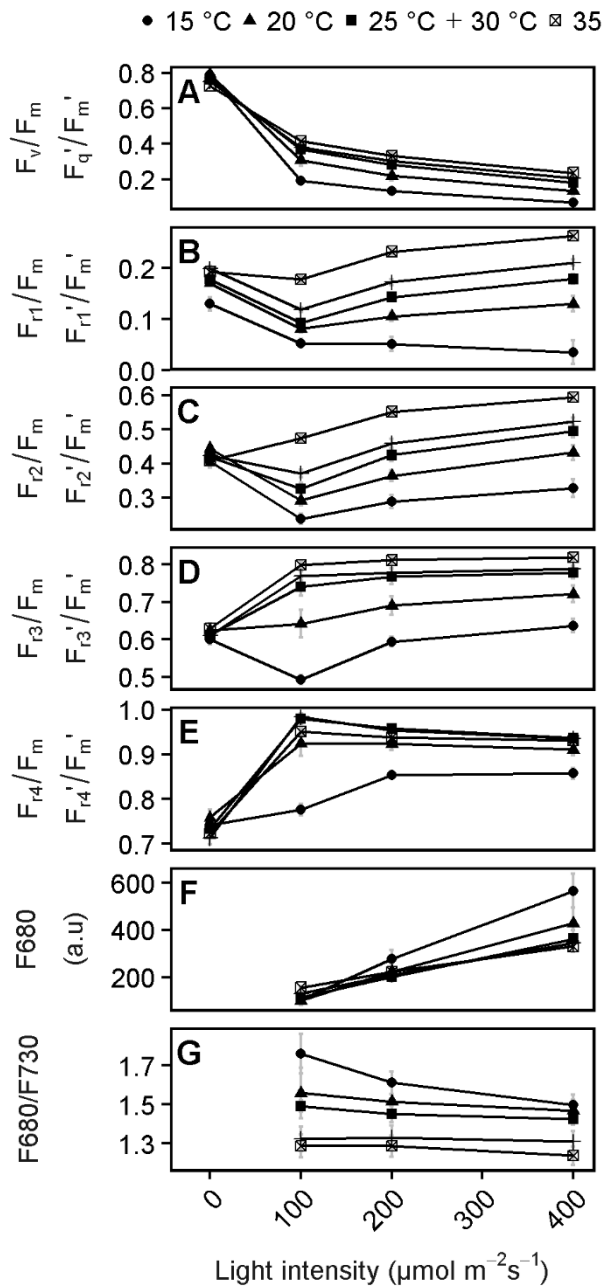 ● 15 °C ▲ 20 °C ■ 25 °C + 30 °C ⊠ 35
A
Fv/Fm
Fq'/Fm'
0.8
0.6
0.4
0.2
B
Fr1/Fm
Fr1'/Fm'
0.2
0.1
0.0
C
Fr2/Fm
Fr2'/Fm'
0.6
0.5
0.4
0.3
D
Fr3/Fm
Fr3'/Fm'
0.8
0.7
0.6
0.5
E
Fr4/Fm
Fr4'/Fm'
1.0
0.9
0.8
0.7
F
F680
(a.u)
600
400
200
G
F680/F730
1.7
1.5
1.3
0 100 200 300 400
Light intensity (μmol m⁻²s⁻¹)